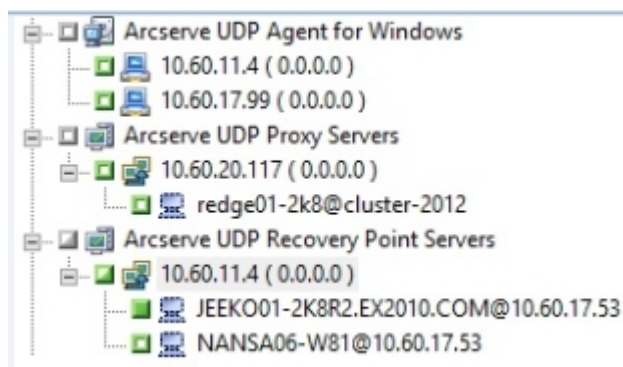 Arcserve UDP Agent for Windows
10.60.11.4 ( 0.0.0.0 )
10.60.17.99 ( 0.0.0.0 )
Arcserve UDP Proxy Servers
10.60.20.117 ( 0.0.0.0 )
redge01-2k8@cluster-2012
Arcserve UDP Recovery Point Servers
10.60.11.4 ( 0.0.0.0 )
JEEKO01-2K8R2.EX2010.COM@10.60.17.53
NANSA06-W81@10.60.17.53